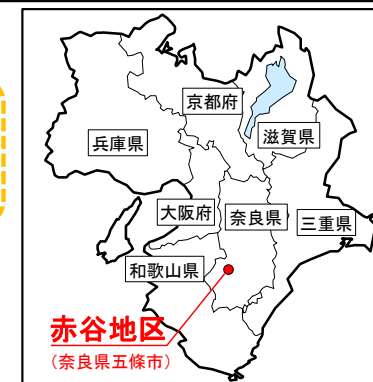 京都府
滋賀県
兵庫県
大阪府
奈良県
三重県
和歌山県
赤谷地区
(奈良県五條市)